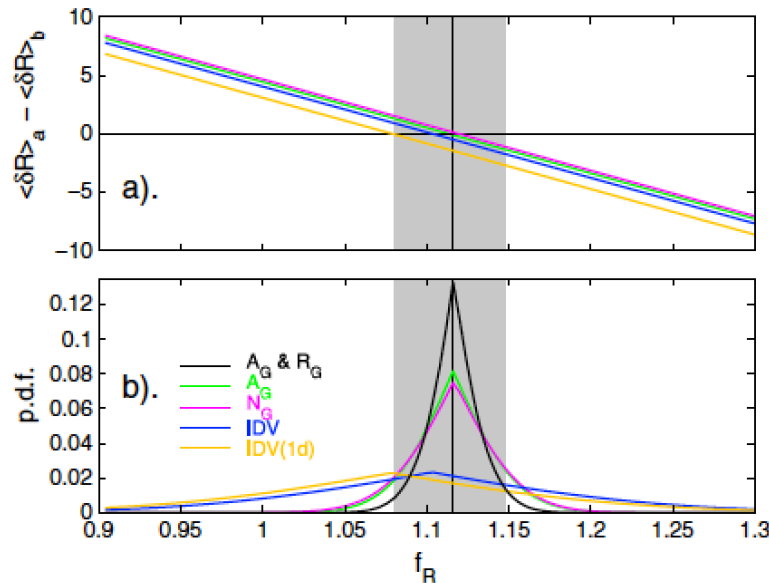 <δR>a − <δR>b
10
5
0
−5
−10
a).
p.d.f.
0.12
0.1
0.08
0.06
0.04
0.02
0
b).
AG & RG
AG
NG
IDV
IDV(1d)
0.9 0.95 1 1.05 1.1 1.15 1.2 1.25 1.3
fR